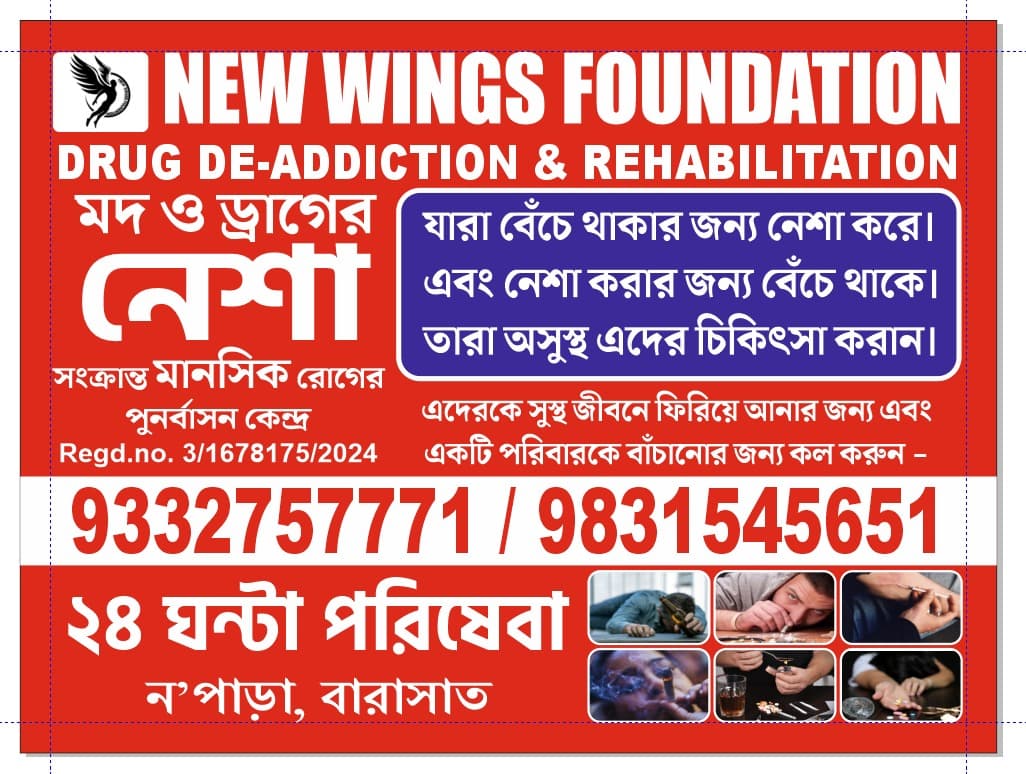 NEW WINGS FOUNDATION
DRUG DE-ADDICTION & REHABILITATION
মদ ও ড্রাগের
নেশা
সংক্রান্ত মানসিক রোগের
পুনর্বাসন কেন্দ্র
Regd.no. 3/1678175/2024
যারা বেঁচে থাকার জন্য নেশা করে।
এবং নেশা করার জন্য বেঁচে থাকে।
তারা অসুস্থ এদের চিকিৎসা করান।
এদেরকে সুস্থ জীবনে ফিরিয়ে আনার জন্য এবং
একটি পরিবারকে বাঁচানোর জন্য কল করুন –
9332757771 / 9831545651
২৪ ঘন্টা পরিষেবা
ন'পাড়া, বারাসাত